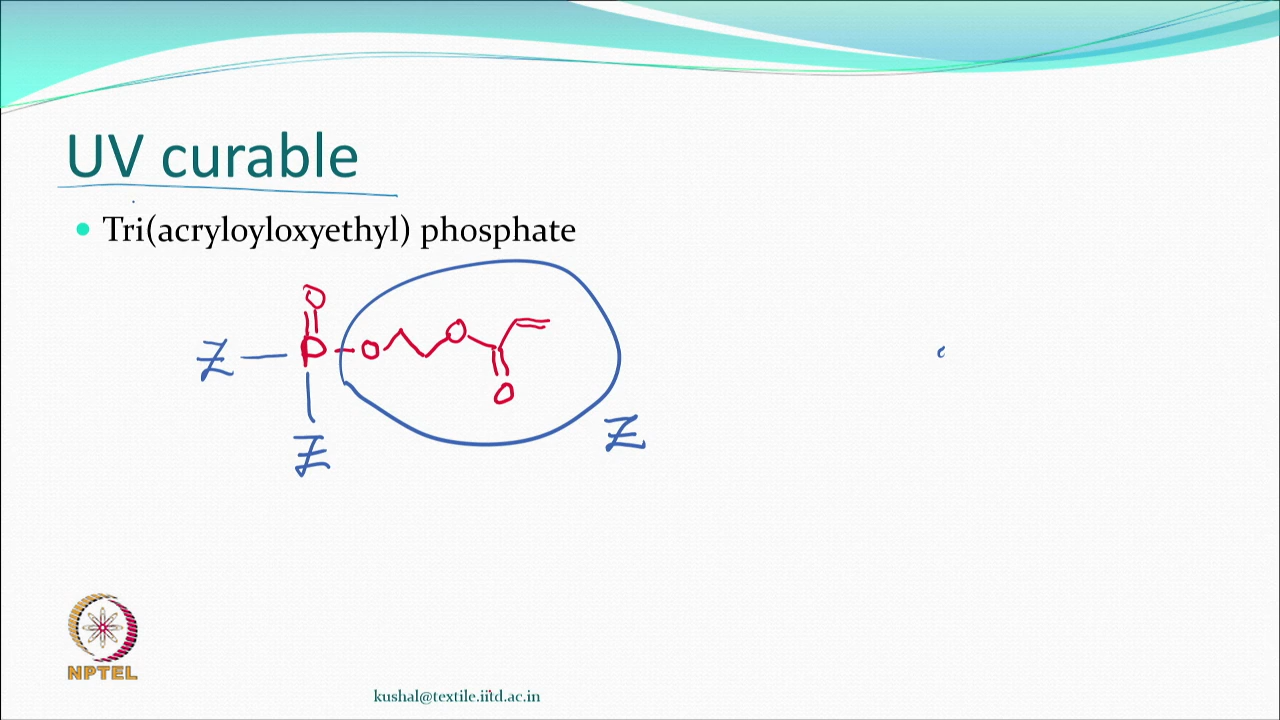 UV curable
Tri(acryloyloxyethyl) phosphate
O
Z
P
O
O
O
Z
Z
NPTEL
kushal@textile.iitd.ac.in